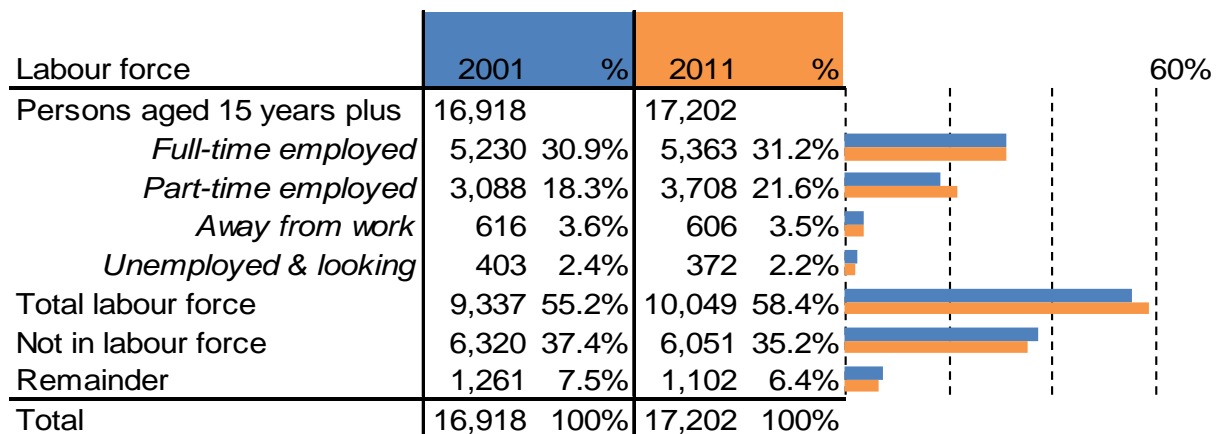 Labour force 2001 % 2011 % 60%
Persons aged 15 years plus 16,918 17,202
Full-time employed 5,230 30.9% 5,363 31.2%
Part-time employed 3,088 18.3% 3,708 21.6%
Away from work 616 3.6% 606 3.5%
Unemployed & looking 403 2.4% 372 2.2%
Total labour force 9,337 55.2% 10,049 58.4%
Not in labour force 6,320 37.4% 6,051 35.2%
Remainder 1,261 7.5% 1,102 6.4%
Total 16,918 100% 17,202 100%